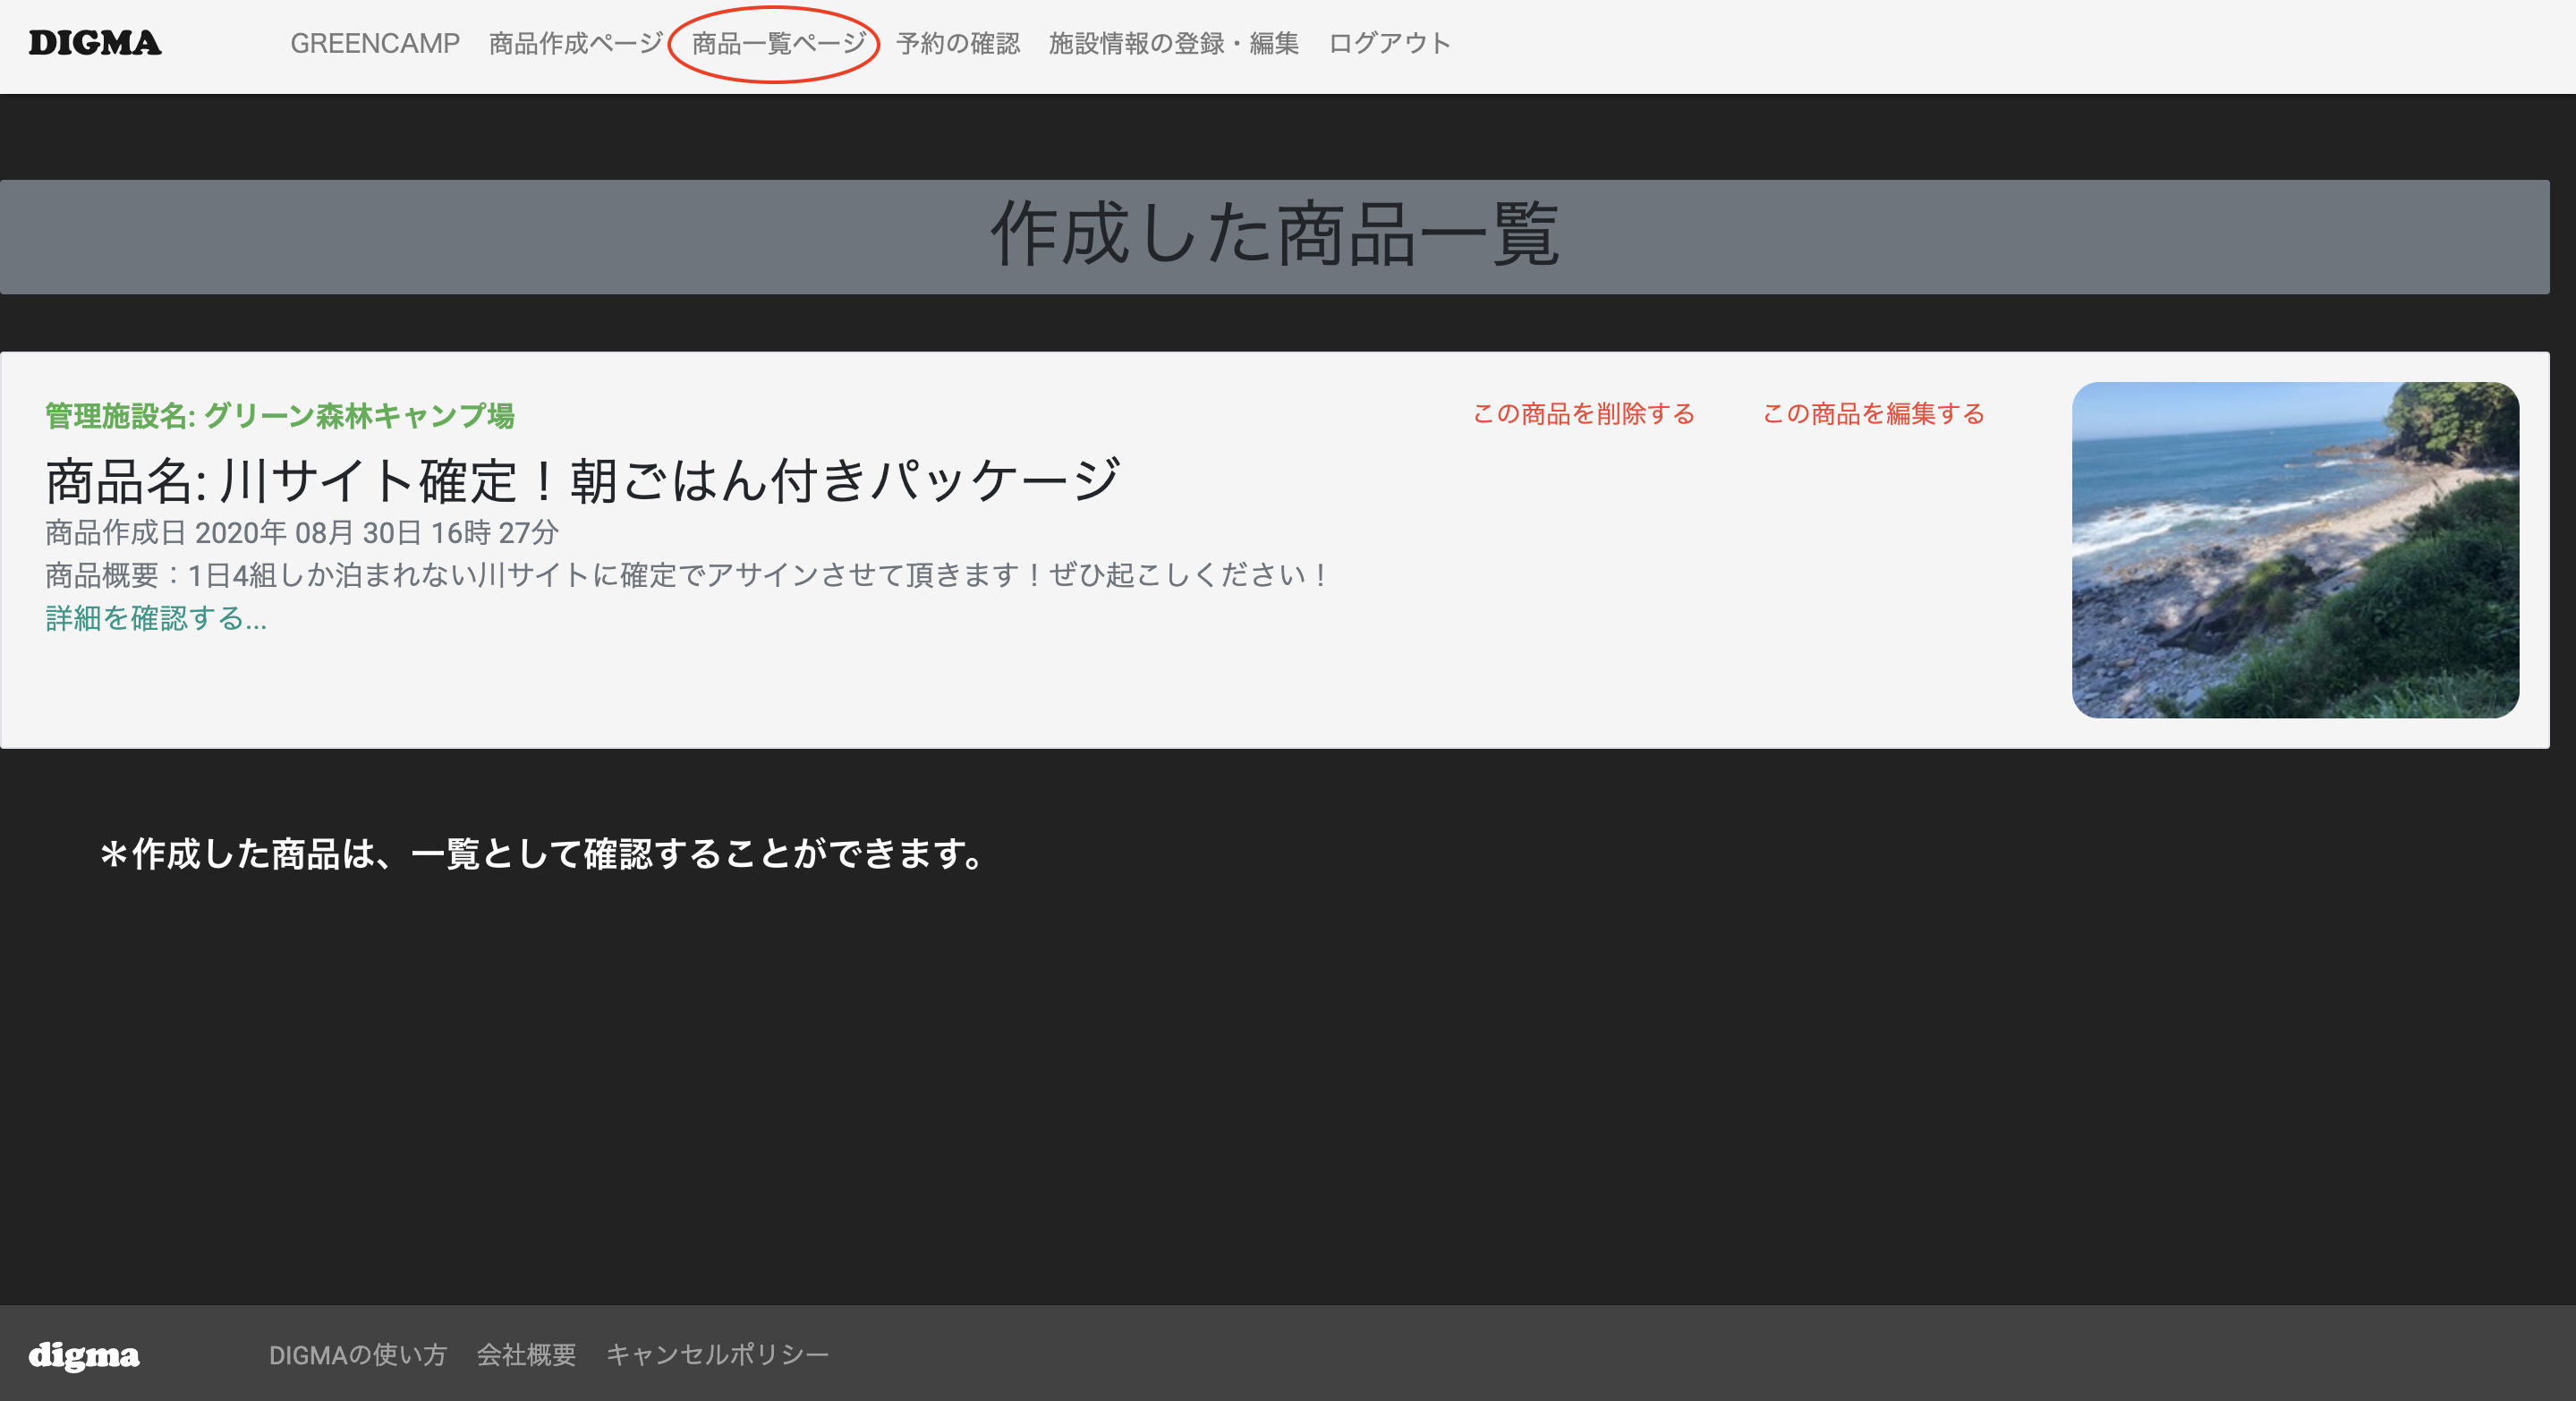 DIGMA GREENCAMP 商品作成ページ 商品一覧ページ 予約の確認 施設情報の登録・編集 ログアウト
作成した商品一覧
管理施設名: グリーン森林キャンプ場 この商品を削除する この商品を編集する
商品名: 川サイト確定！朝ごはん付きパッケージ
商品作成日 2020年 08月 30日 16時 27分
商品概要：1日4組しか泊まれない川サイトに確定でアサインさせて頂きます！ぜひ起こしください！
詳細を確認する...
＊作成した商品は、一覧として確認することができます。
digma DIGMAの使い方 会社概要 キャンセルポリシー